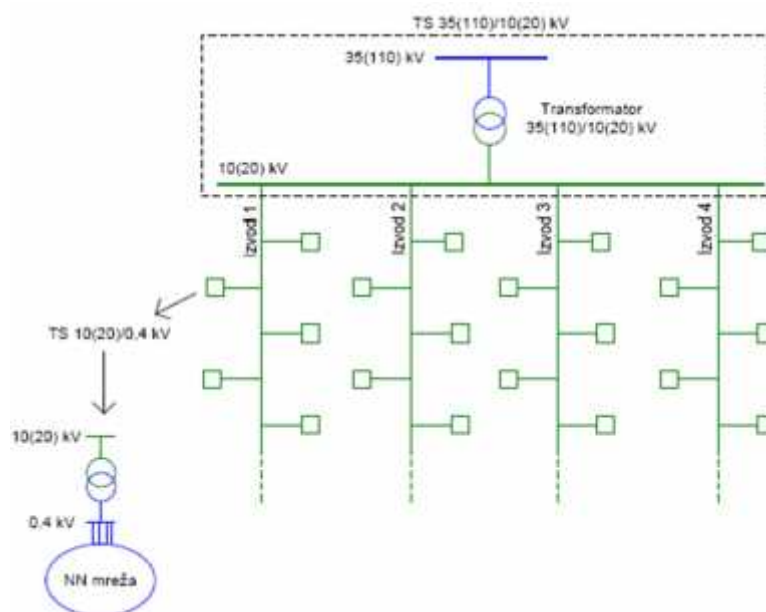 TS 35(110)/10(20) kV
35(110) kV
Transformator
35(110)/10(20) kV
10(20) kV
Izvod 1
Izvod 2
Izvod 3
Izvod 4
TS 10(20)/0,4 kV
10(20) kV
0,4 kV
NN mreža